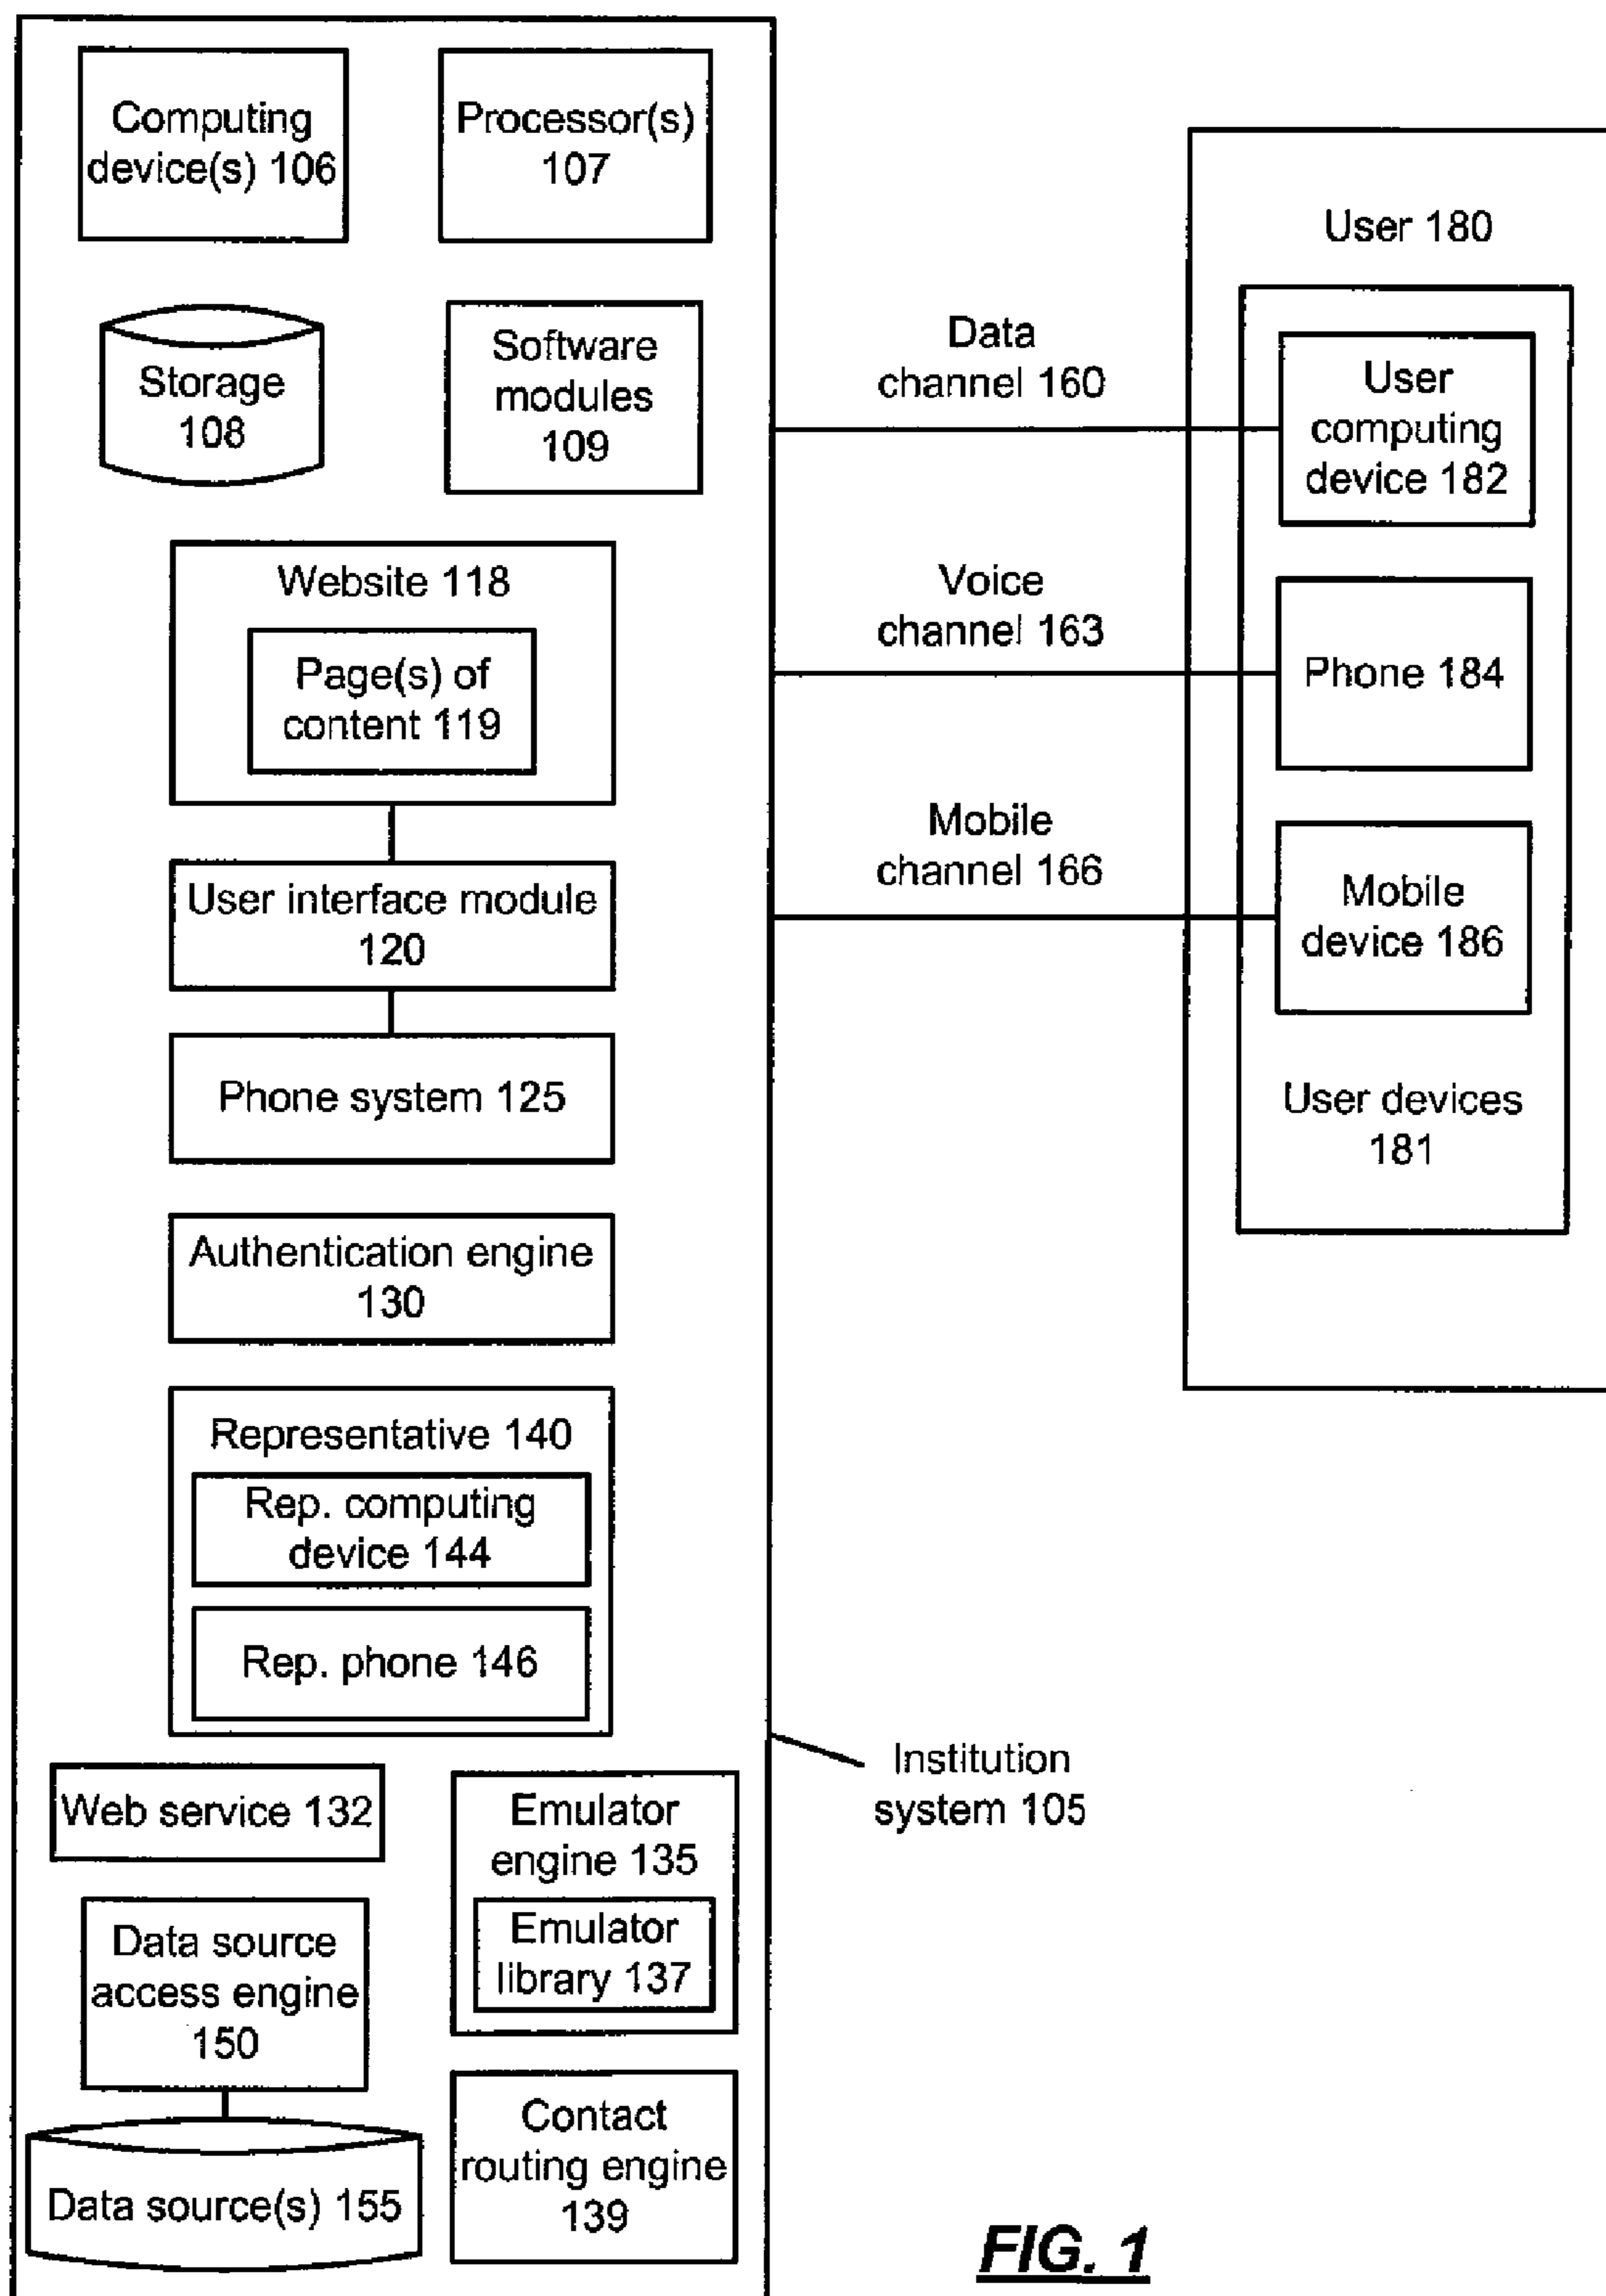 Computing
device(s) 106
Processor(s)
107
Storage
108
Software
modules
109
Website 118
Page(s) of
content 119
User interface module
120
Phone system 125
Authentication engine
130
Representative 140
Rep. computing
device 144
Rep. phone 146
Web service 132
Emulator
engine 135
Emulator
library 137
Data source
access engine
150
Data source(s) 155
Contact
routing engine
139
Data
channel 160
Voice
channel 163
Mobile
channel 166
Institution
system 105
User 180
User
computing
device 182
Phone 184
Mobile
device 186
User devices
181
FIG. 1